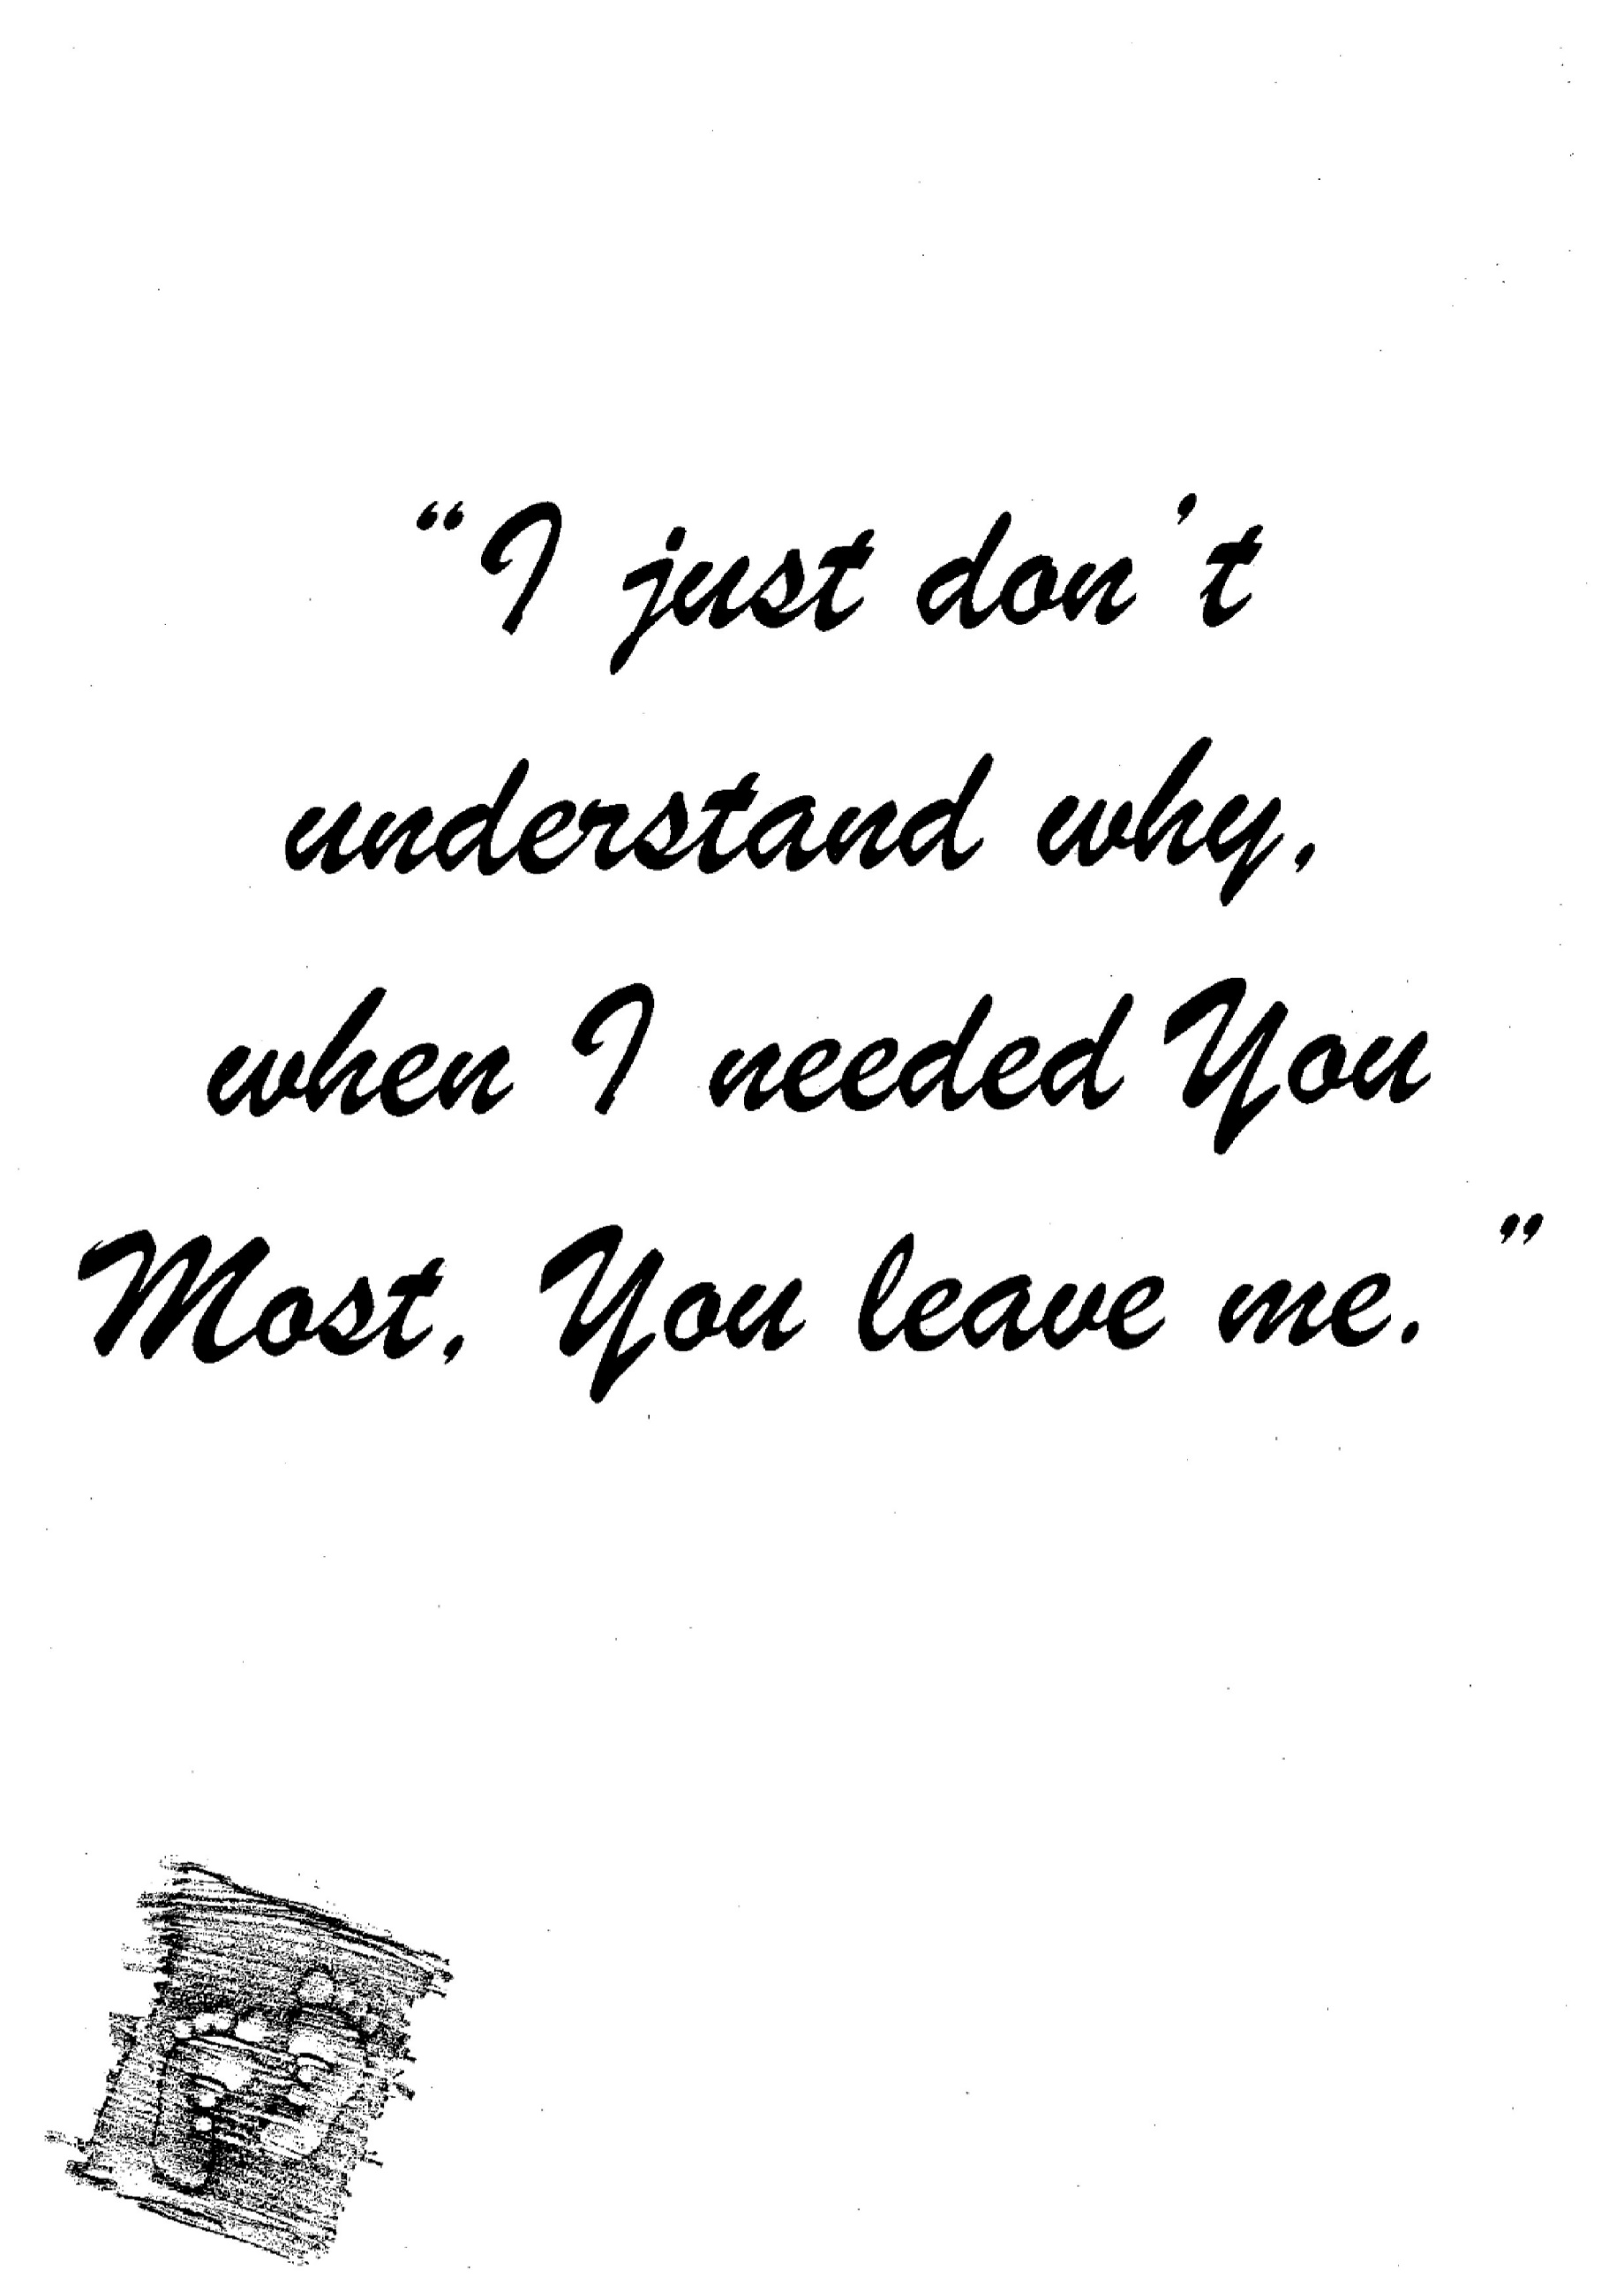 “I just don’t
understand why,
when I needed You
Most, You leave me.”